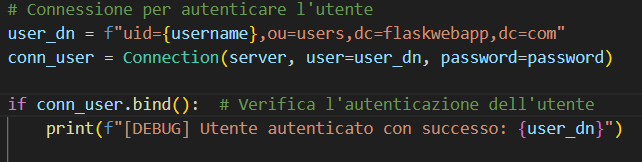 # Connessione per autenticare l'utente
user_dn = f"uid={username},ou=users,dc=flaskwebapp,dc=com"
conn_user = Connection(server, user=user_dn, password=password)
if conn_user.bind():  # Verifica l'autenticazione dell'utente
    print(f"[DEBUG] Utente autenticato con successo: {user_dn}")